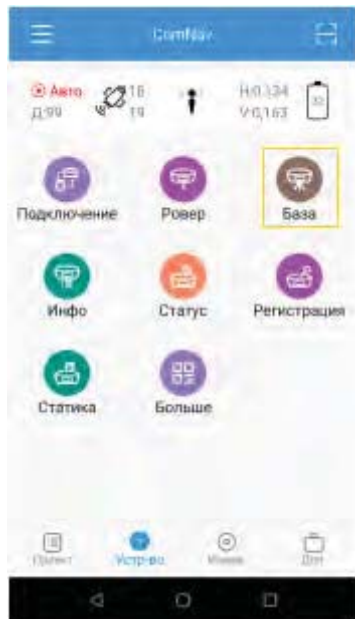 ComNav
Авто 18 H:0,134 32
Д:99 19 V:0,163
Подключение Ровер База
Инфо Статус Регистрация
Статика Больше
Проект Устр-во